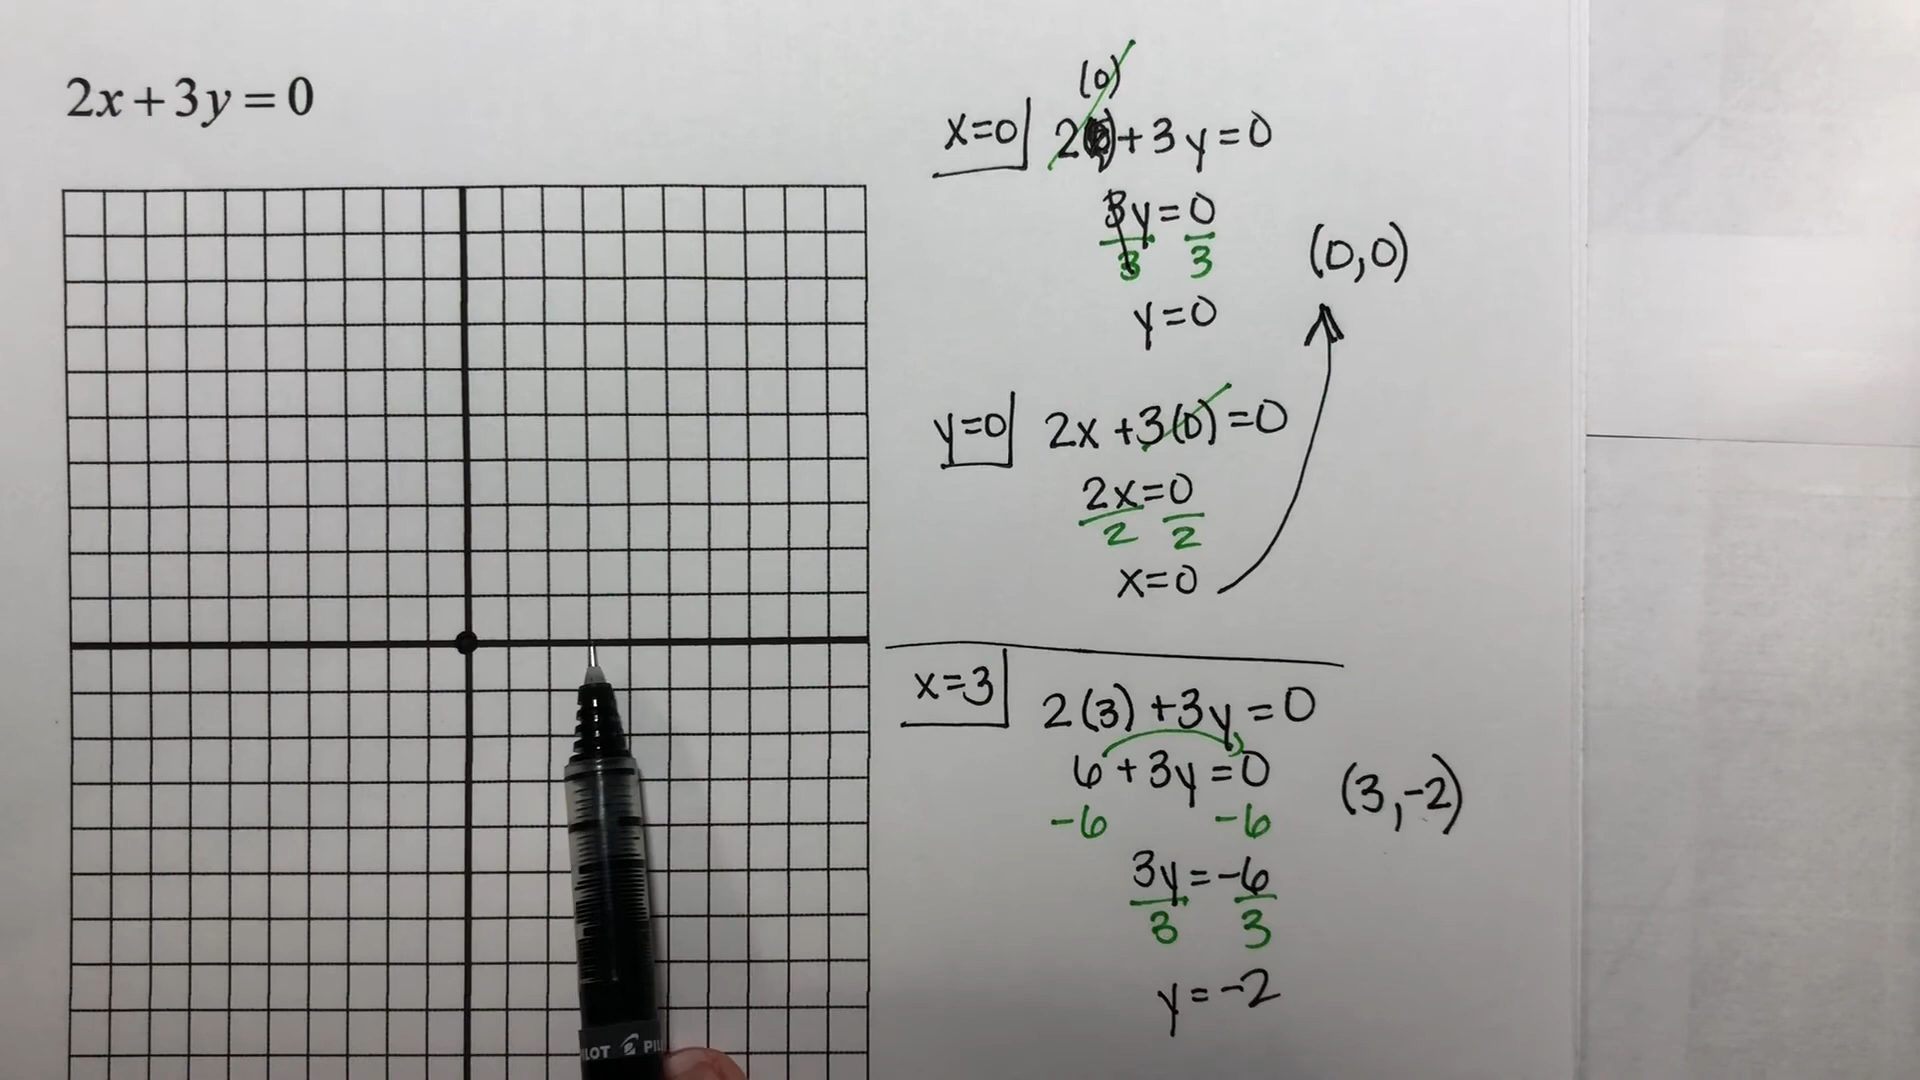 2x+3y=0
(0)
x=0 2( )+3y=0
3y=0
3 3
(0,0)
y=0
y=0 2x+3(0)=0
2x=0
2 2
x=0
x=3 2(3)+3y=0
6+3y=0
(3,-2)
-6 -6
3y=-6
3 3
y=-2
PILOT